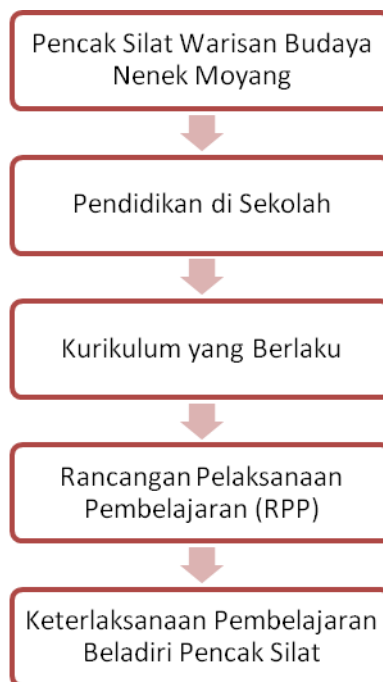 Pencak Silat Warisan Budaya
Nenek Moyang
Pendidikan di Sekolah
Kurikulum yang Berlaku
Rancangan Pelaksanaan
Pembelajaran (RPP)
Keterlaksanaan Pembelajaran
Beladiri Pencak Silat